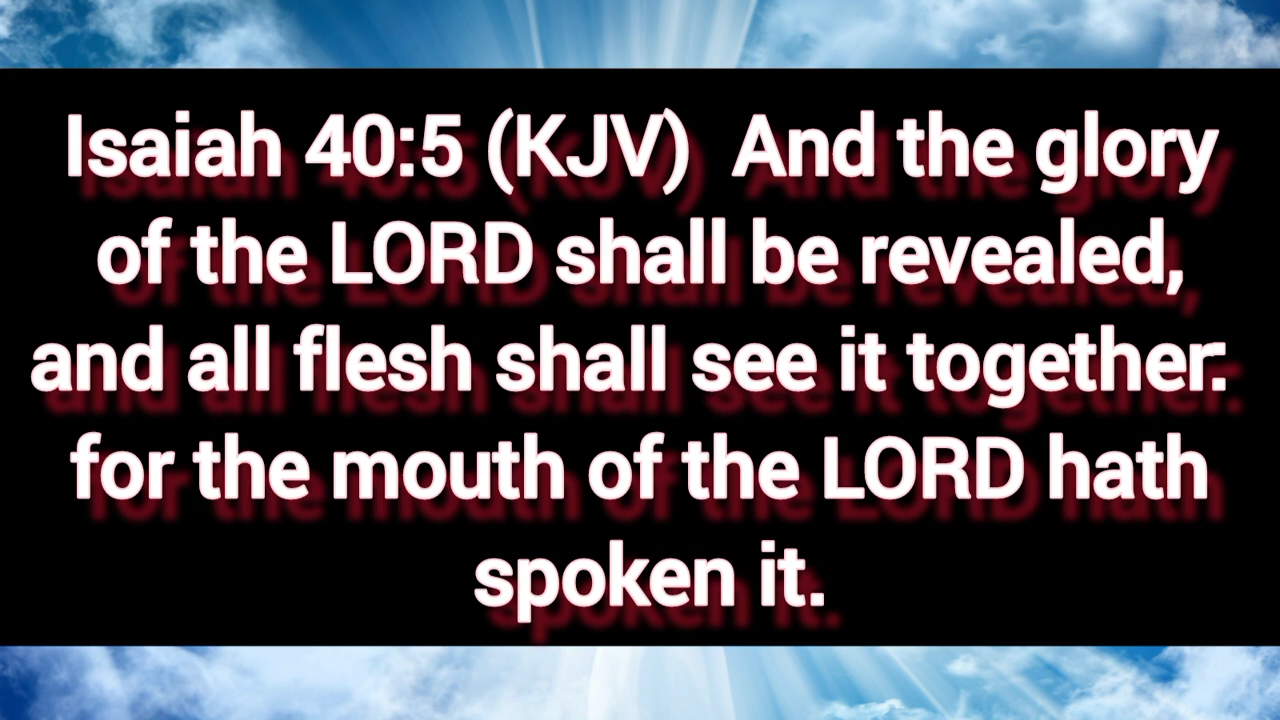 Isaiah 40:5 (KJV)  And the glory
of the LORD shall be revealed,
and all flesh shall see it together.
for the mouth of the LORD hath
spoken it.